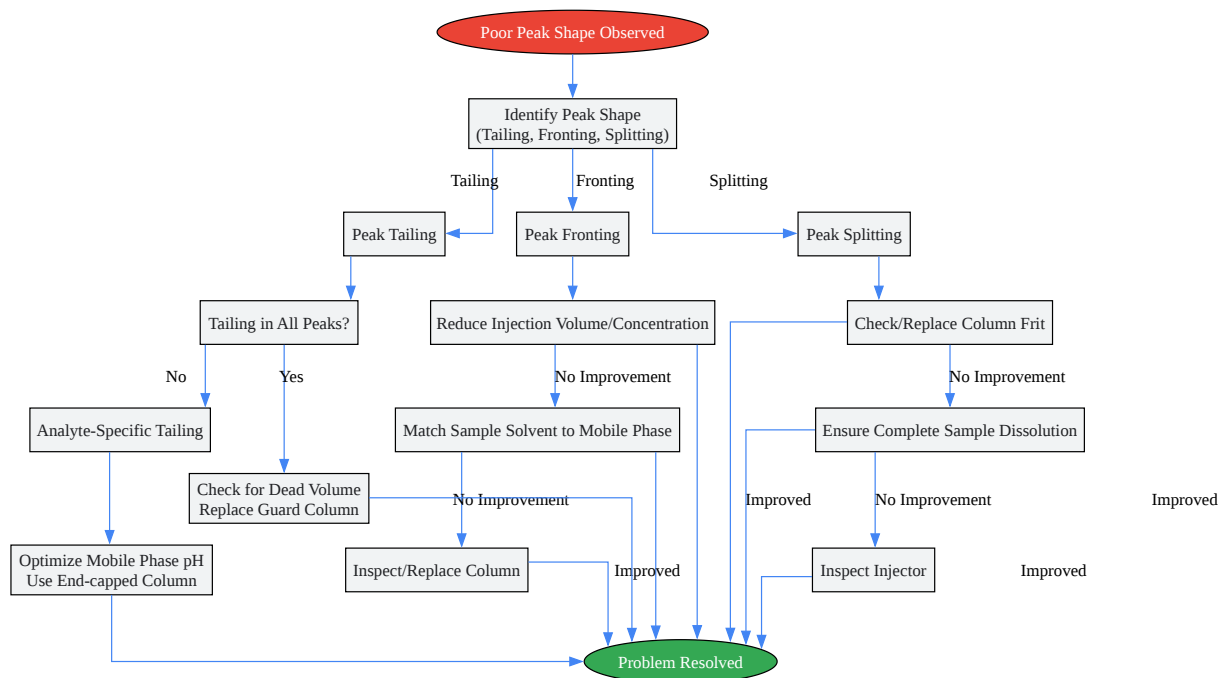 Poor Peak Shape Observed
Identify Peak Shape
(Tailing, Fronting, Splitting)
Tailing
Fronting
Splitting
Peak Tailing
Peak Fronting
Peak Splitting
Tailing in All Peaks?
Reduce Injection Volume/Concentration
Check/Replace Column Frit
No
Yes
No Improvement
No Improvement
Analyte-Specific Tailing
Match Sample Solvent to Mobile Phase
Ensure Complete Sample Dissolution
Check for Dead Volume
Replace Guard Column
No Improvement
Improved
No Improvement
Improved
Optimize Mobile Phase pH
Use End-capped Column
Inspect/Replace Column
Improved
Inspect Injector
Improved
Problem Resolved